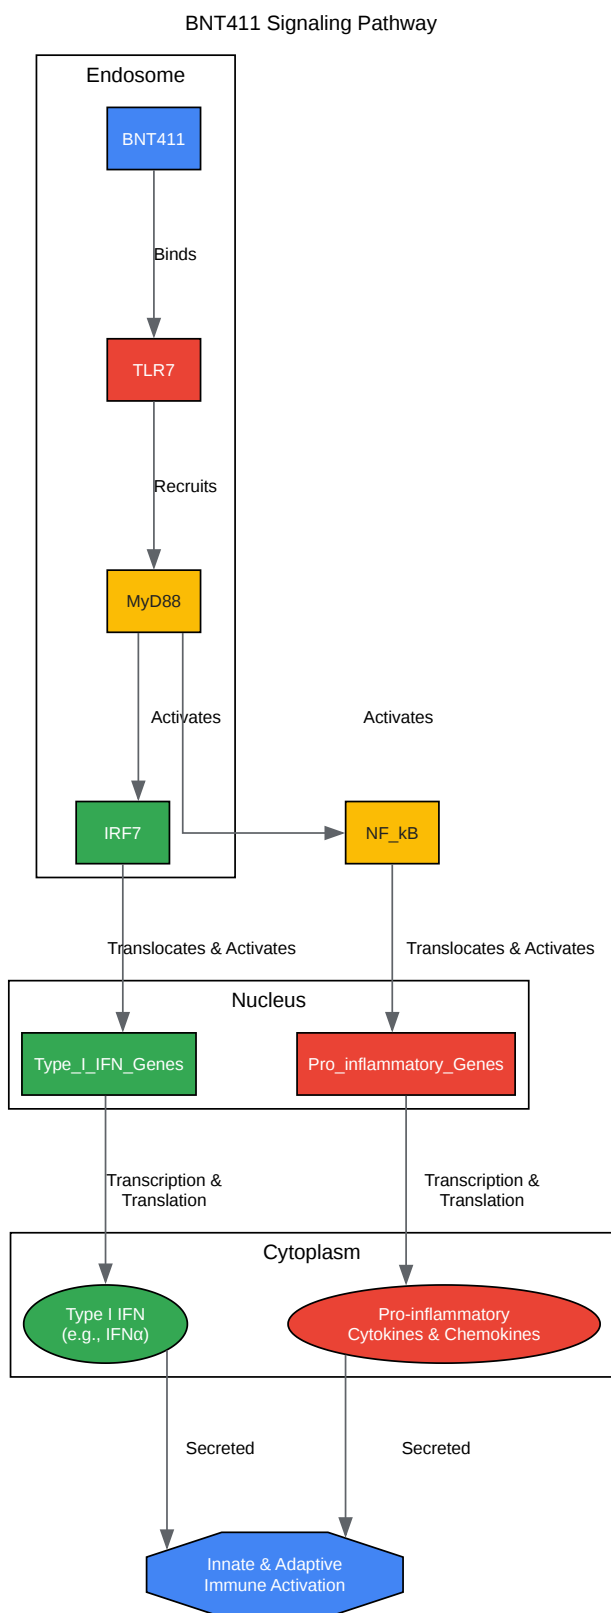 BNT411 Signaling Pathway
Endosome
BNT411
Binds
TLR7
Recruits
MyD88
Activates
Activates
IRF7
NF_kB
Translocates & Activates
Translocates & Activates
Nucleus
Type_I_IFN_Genes
Pro_inflammatory_Genes
Transcription &
Translation
Transcription &
Translation
Cytoplasm
Type I IFN
(e.g., IFNα)
Pro-inflammatory
Cytokines & Chemokines
Secreted
Secreted
Innate & Adaptive
Immune Activation